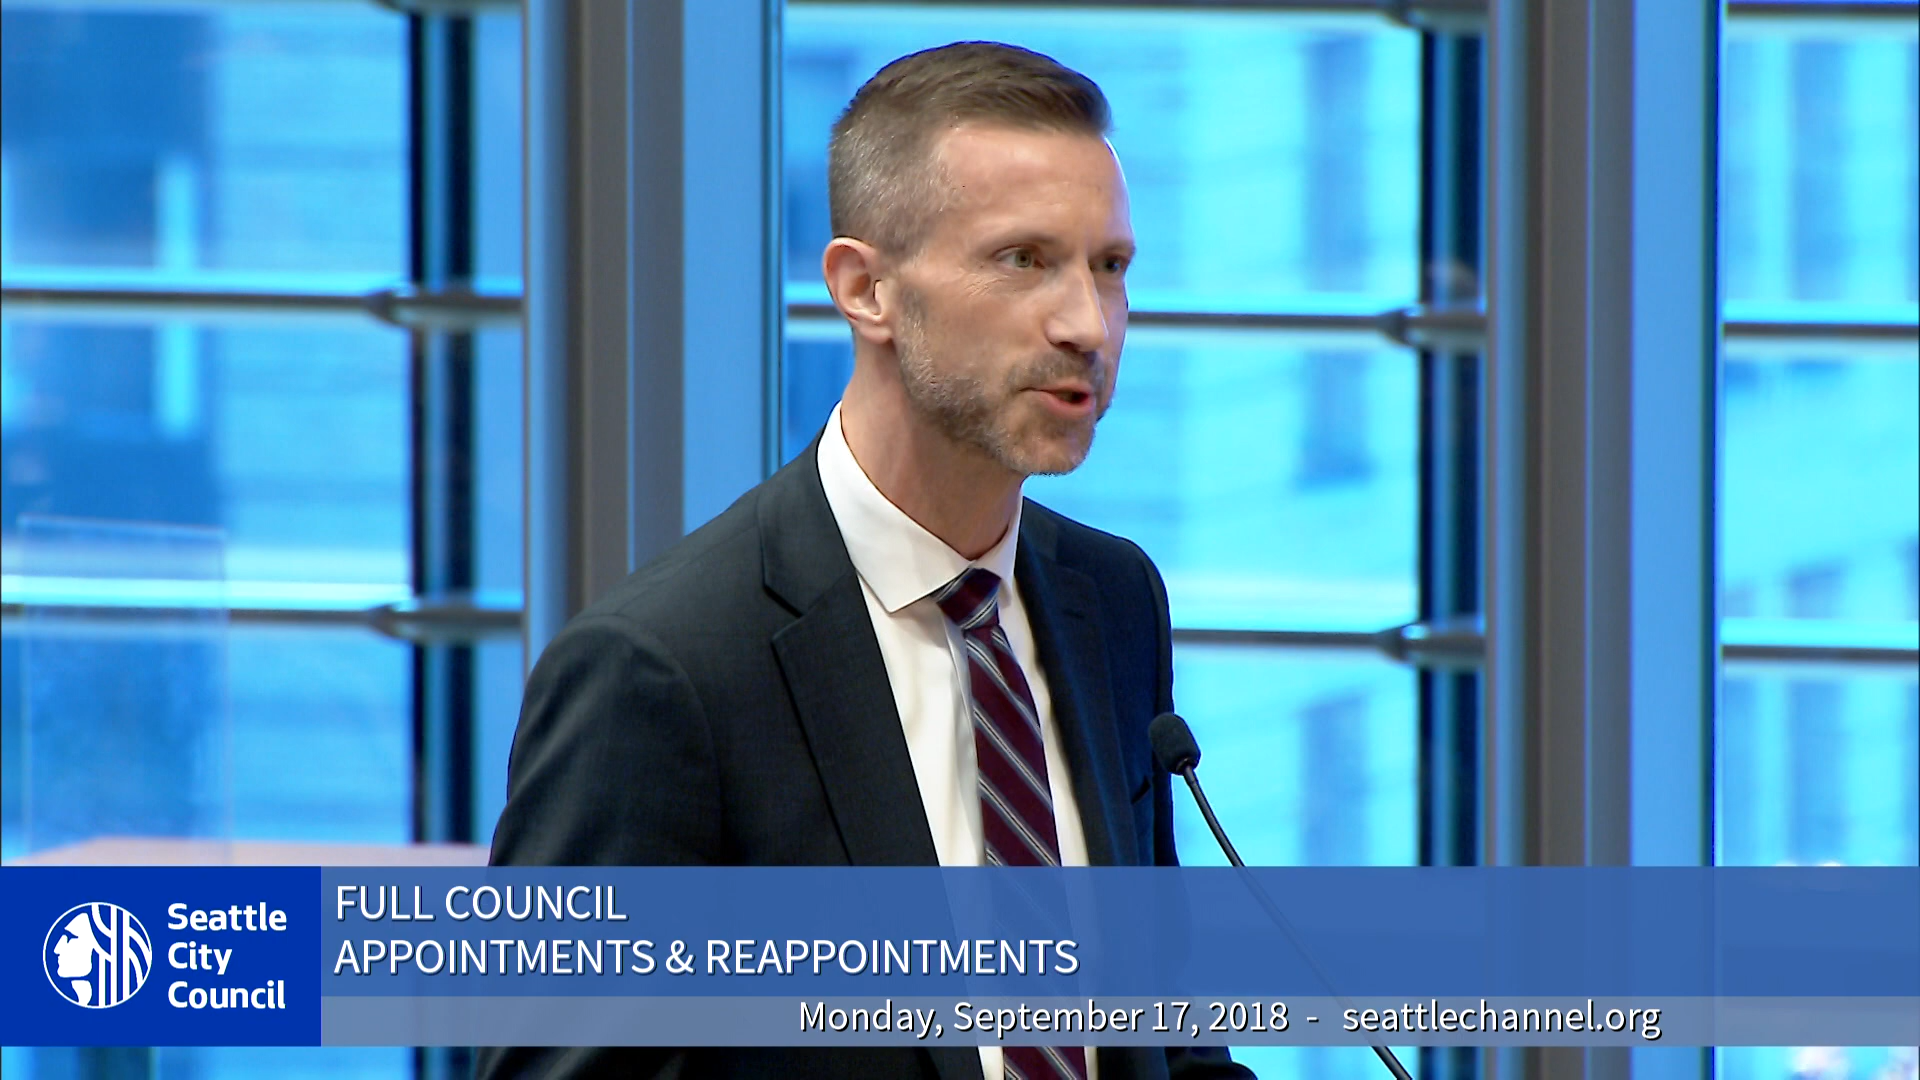 Seattle
City
Council
FULL COUNCIL
APPOINTMENTS & REAPPOINTMENTS
Monday, September 17, 2018 - seattlechannel.org